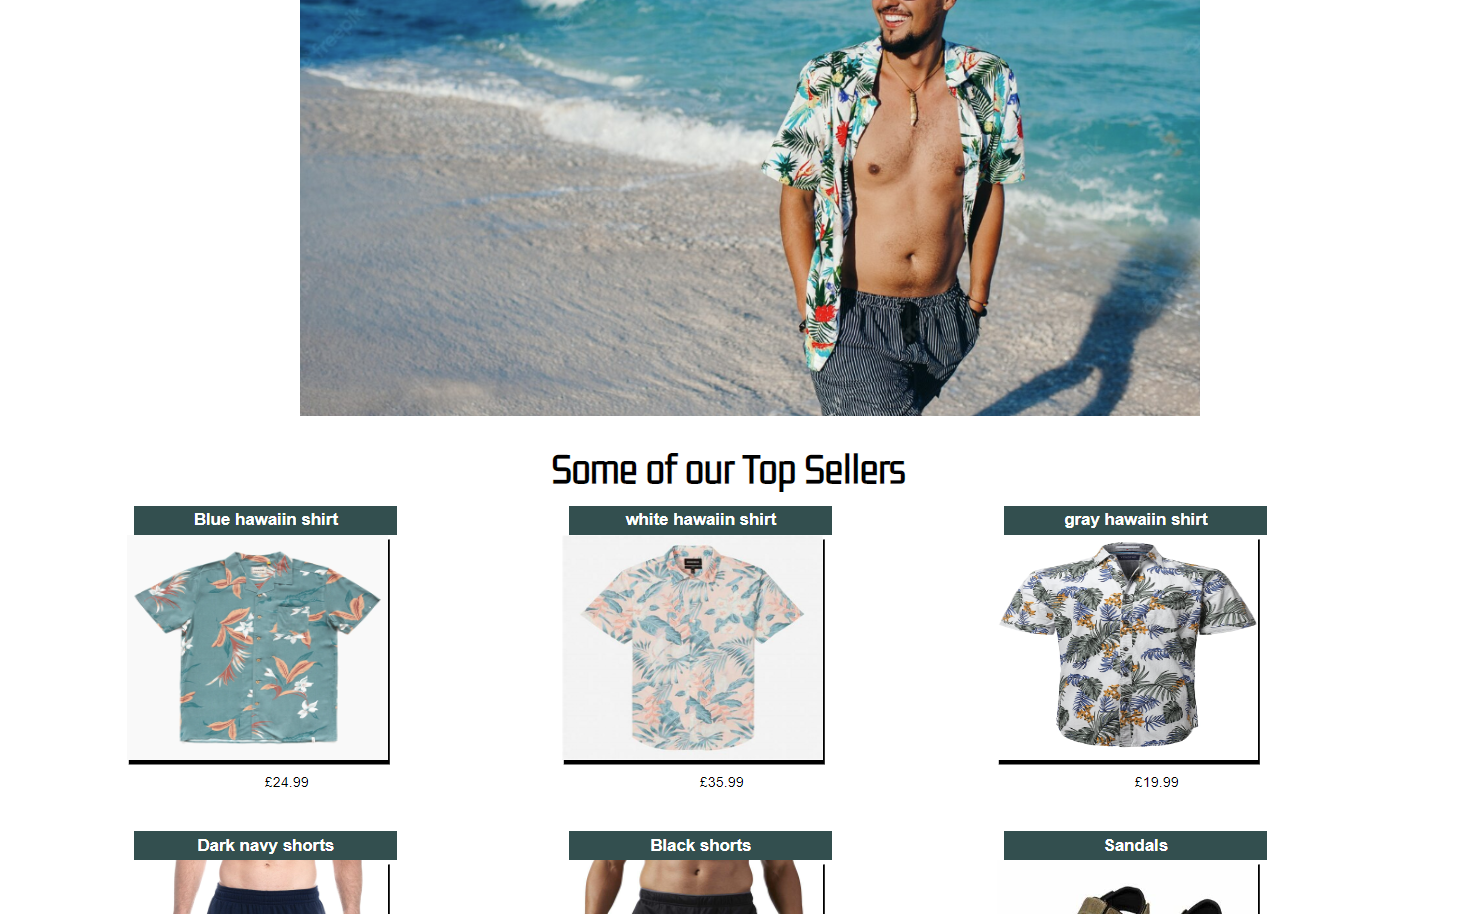 Some of our Top Sellers
Blue hawaiin shirt
white hawaiin shirt
gray hawaiin shirt
£24.99
£35.99
£19.99
Dark navy shorts
Black shorts
Sandals